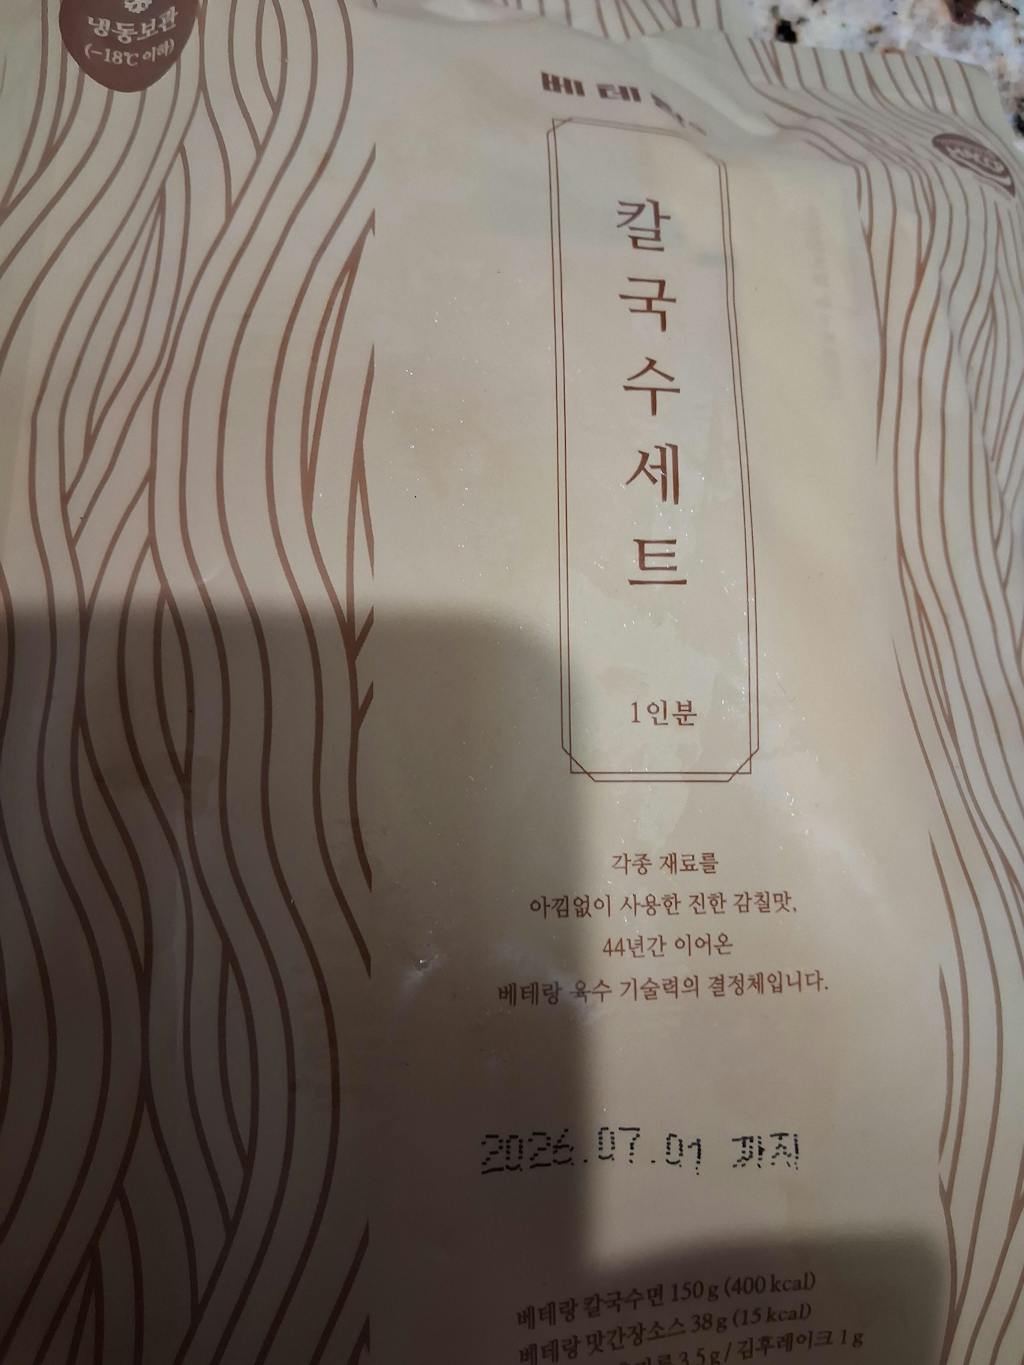 냉동보관
(-18℃ 이하)
베테
칼국수세트
1인분
각종 재료를
아낌없이 사용한 진한 감칠맛,
44년간 이어온
베테랑 육수 기술력의 결정체입니다.
2026.07.01 까지
베테랑 칼국수면 150g (400 kcal)
베테랑 맛간장소스 38g (15 kcal)
3.5g / 김후레이크 1g